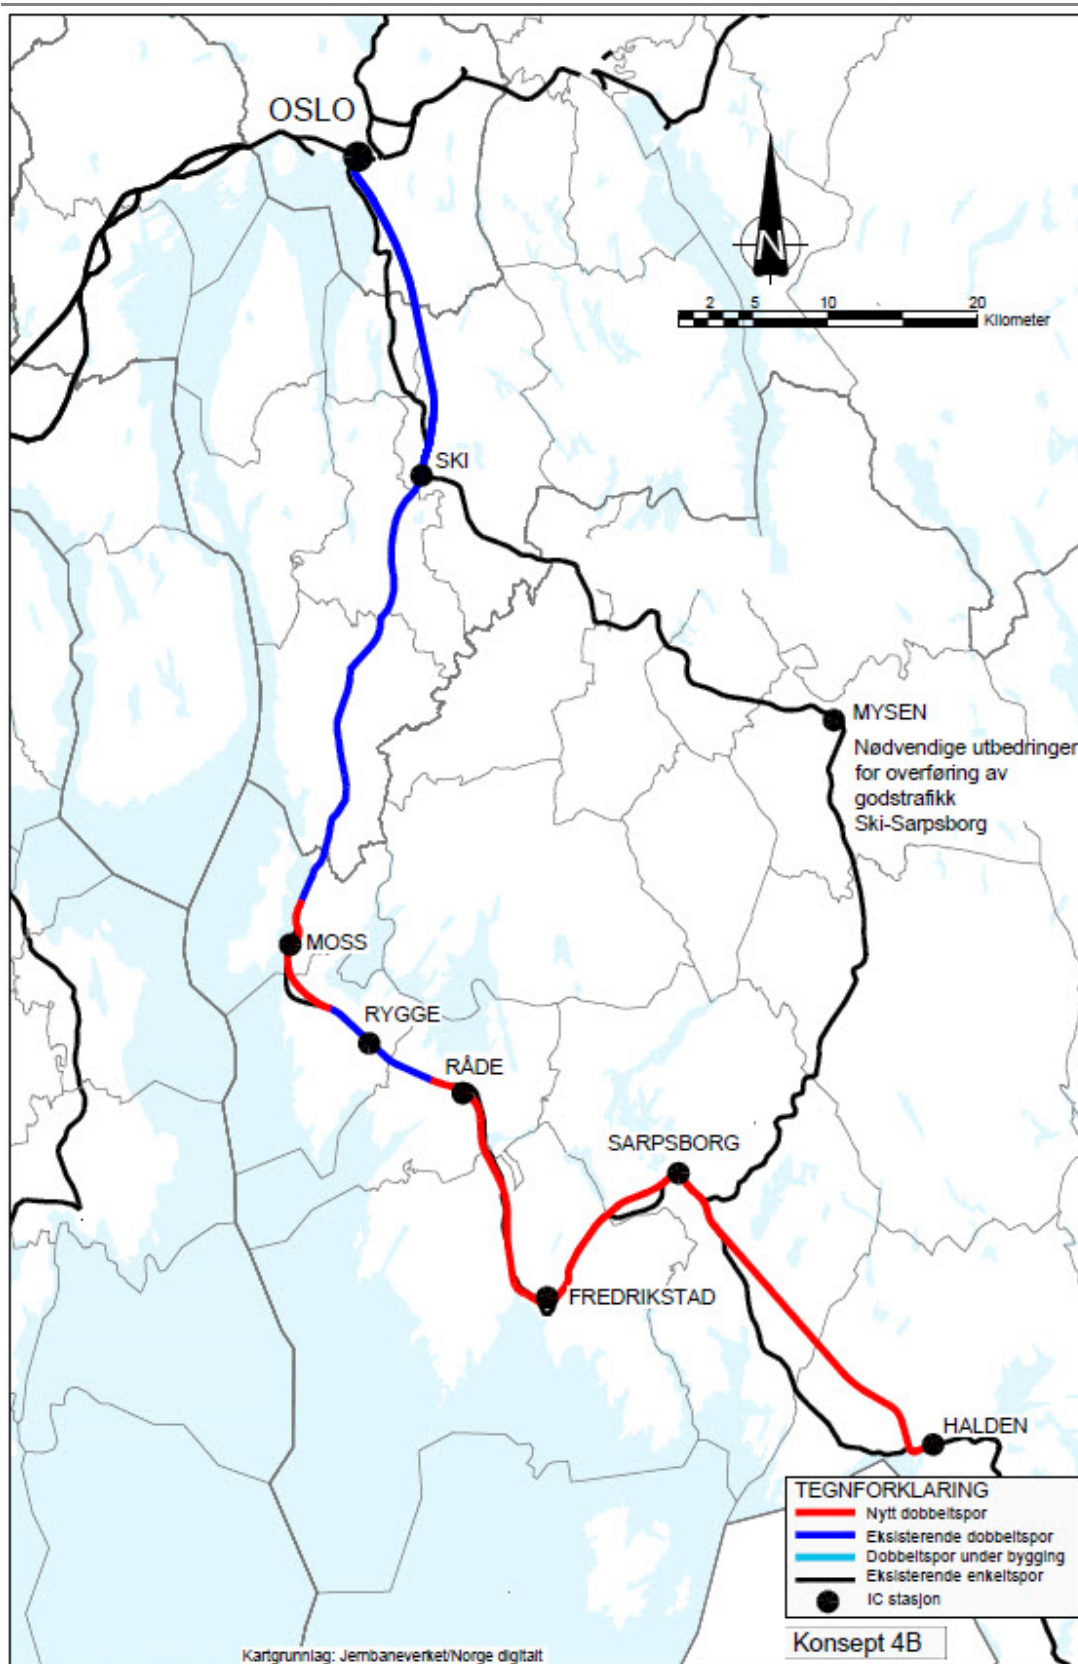 OSLO
N
2 5 10 20
Kilometer
SKI
MYSEN
Nødvendige utbedringer
for overføring av
godstrafikk
Ski-Sarpsborg
MOSS
RYGGE
RÅDE
SARPSBORG
FREDRIKSTAD
HALDEN
TEGNFORKLARING
Nytt dobbeltspor
Eksisterende dobbeltspor
Dobbeltspor under bygging
Eksisterende enkeltspor
IC stasjon
Konsept 4B
Kartgrunnlag: Jernbaneverket/Norge digitalt